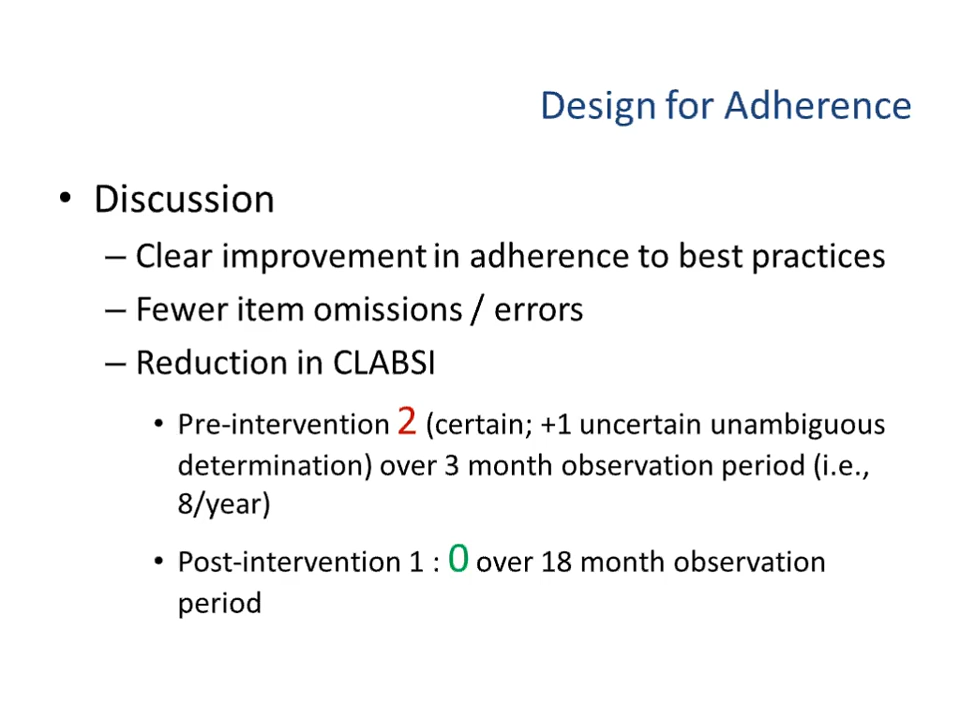 Design for Adherence
• Discussion
– Clear improvement in adherence to best practices
– Fewer item omissions / errors
– Reduction in CLABSI
• Pre-intervention 2 (certain; +1 uncertain unambiguous
determination) over 3 month observation period (i.e.,
8/year)
• Post-intervention 1 : 0 over 18 month observation
period